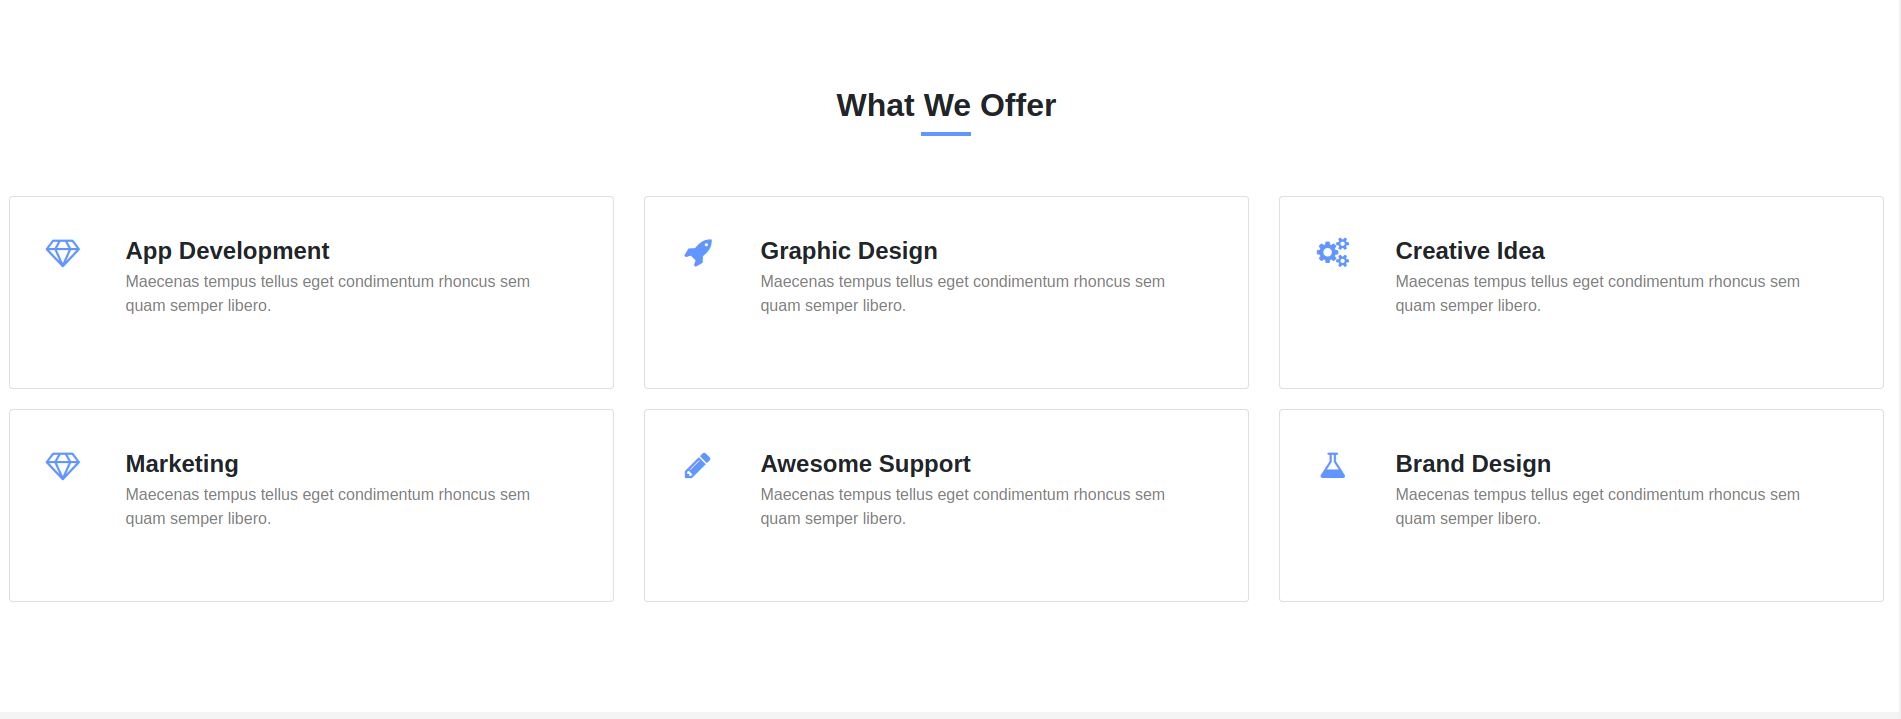 What We Offer
App Development
Maecenas tempus tellus eget condimentum rhoncus sem
quam semper libero.
Graphic Design
Maecenas tempus tellus eget condimentum rhoncus sem
quam semper libero.
Creative Idea
Maecenas tempus tellus eget condimentum rhoncus sem
quam semper libero.
Marketing
Maecenas tempus tellus eget condimentum rhoncus sem
quam semper libero.
Awesome Support
Maecenas tempus tellus eget condimentum rhoncus sem
quam semper libero.
Brand Design
Maecenas tempus tellus eget condimentum rhoncus sem
quam semper libero.